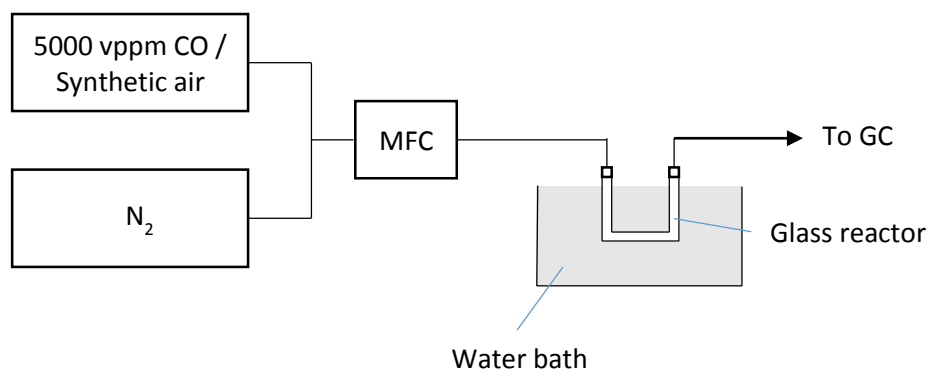 5000 vppm CO /
Synthetic air
MFC
To GC
N₂
Glass reactor
Water bath